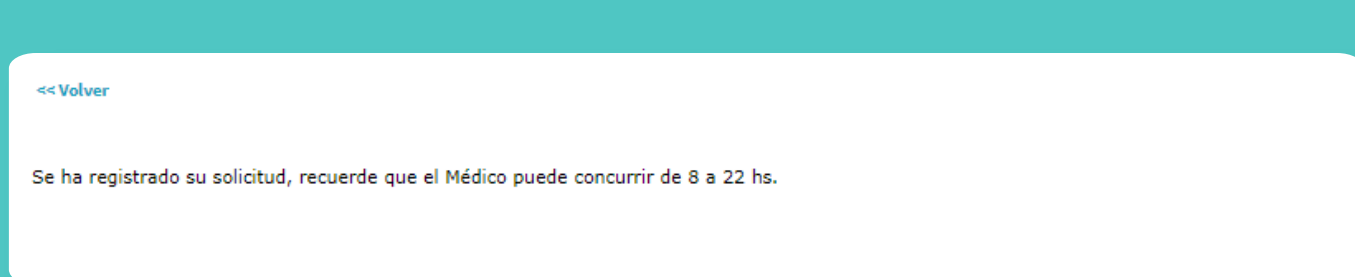 << Volver
Se ha registrado su solicitud, recuerde que el Médico puede concurrir de 8 a 22 hs.